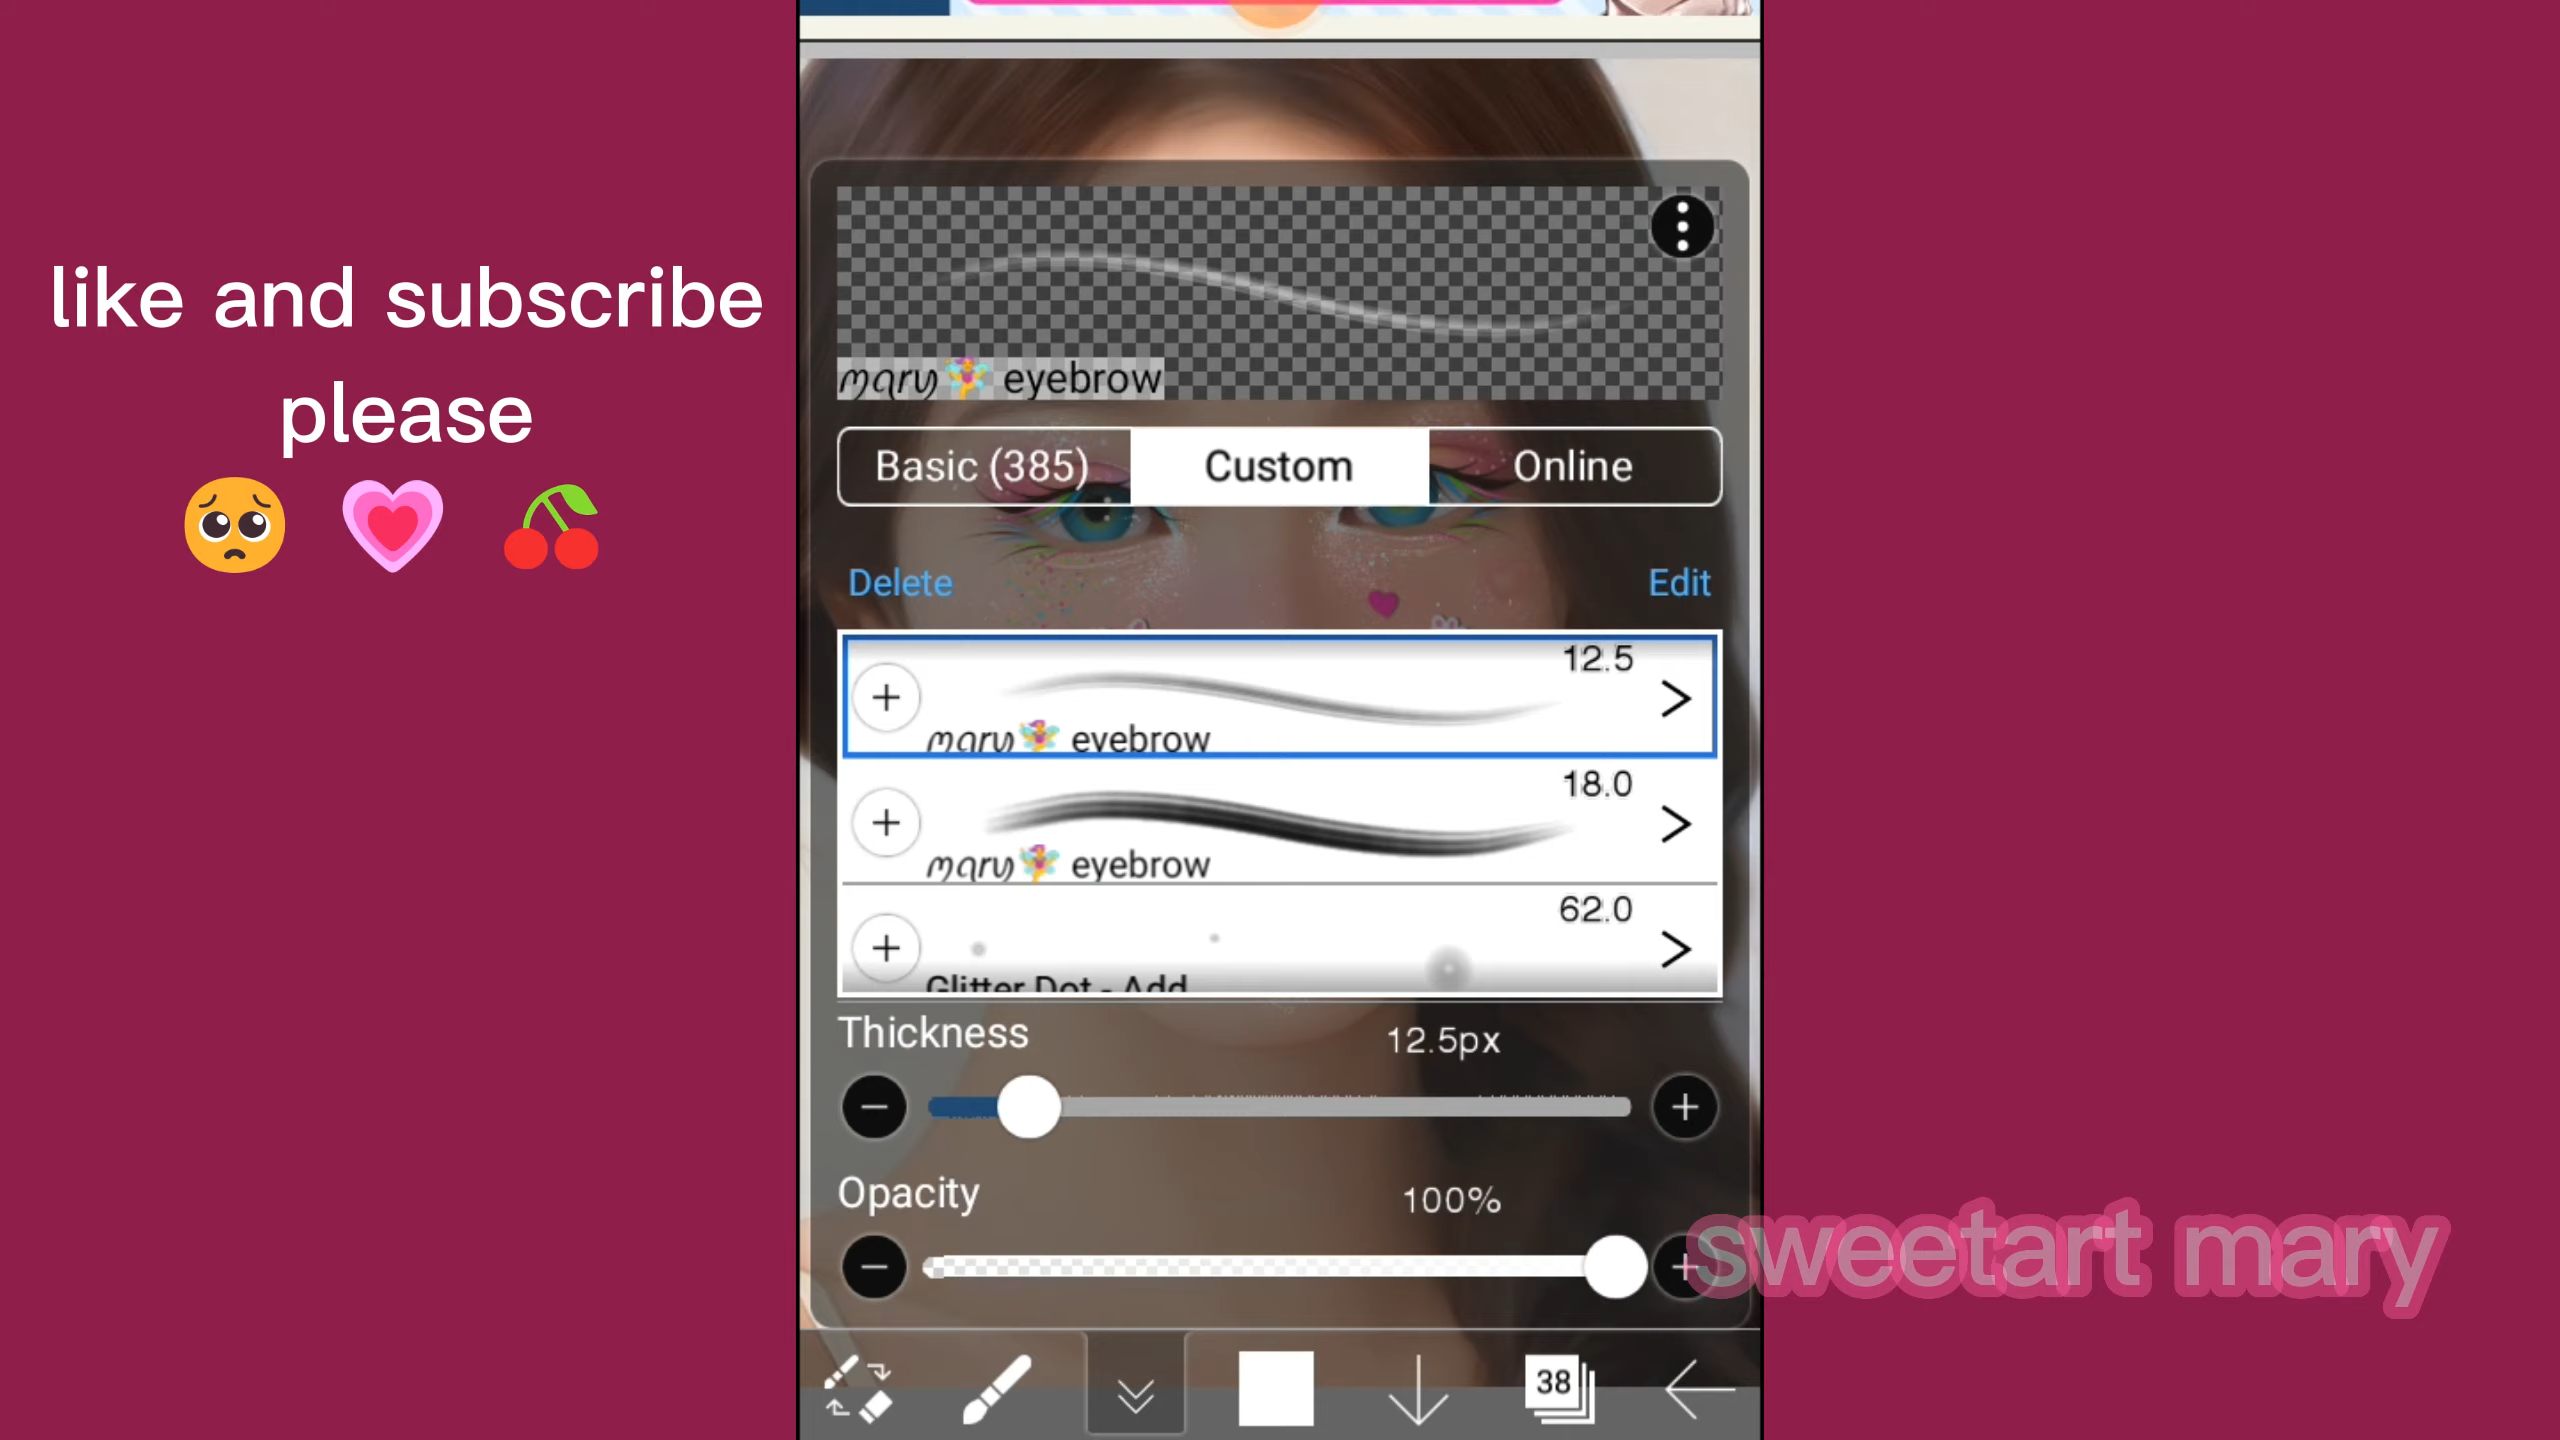 like and subscribe
please
mary eyebrow
Basic (385)
Custom
Online
Delete
Edit
12.5
mary eyebrow
18.0
mary eyebrow
62.0
Glitter Dot - Add
Thickness
12.5px
Opacity
100%
sweetart mary
38